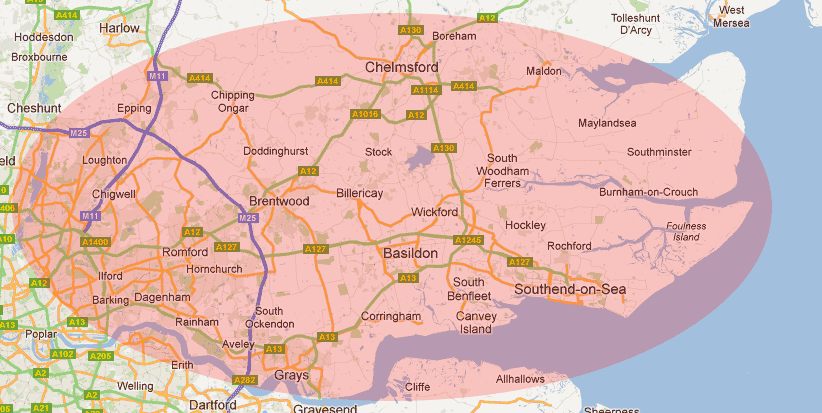 A414
Harlow
Hoddesdon
Broxbourne
A130
A12
Boreham
Tolleshunt
D'Arcy
West
Mersea
M11
A414
Chelmsford
A414
Maldon
A1114
A414
Chipping
Ongar
Cheshunt
Epping
A1016
A12
M25
Maylandsea
Loughton
Doddinghurst
Stock
A130
Southminster
A12
South
Woodham
Ferrers
Chigwell
Brentwood
Billericay
Burnham-on-Crouch
M11
M25
Wickford
Hockley
Foulness
Island
A1400
A12
A127
Romford
A127
Basildon
A1245
Rochford
Hornchurch
A127
Ilford
A12
A13
South
Benfleet
Southend-on-Sea
Barking
Dagenham
Rainham
South
Ockendon
Corringham
Canvey
Island
A13
A13
Poplar
Aveley
A13
A13
A102
A205
Erith
A2
A2
Welling
A282
Grays
Cliffe
Allhallows
Dartford
Gravesend
Sheerness
A20
A21